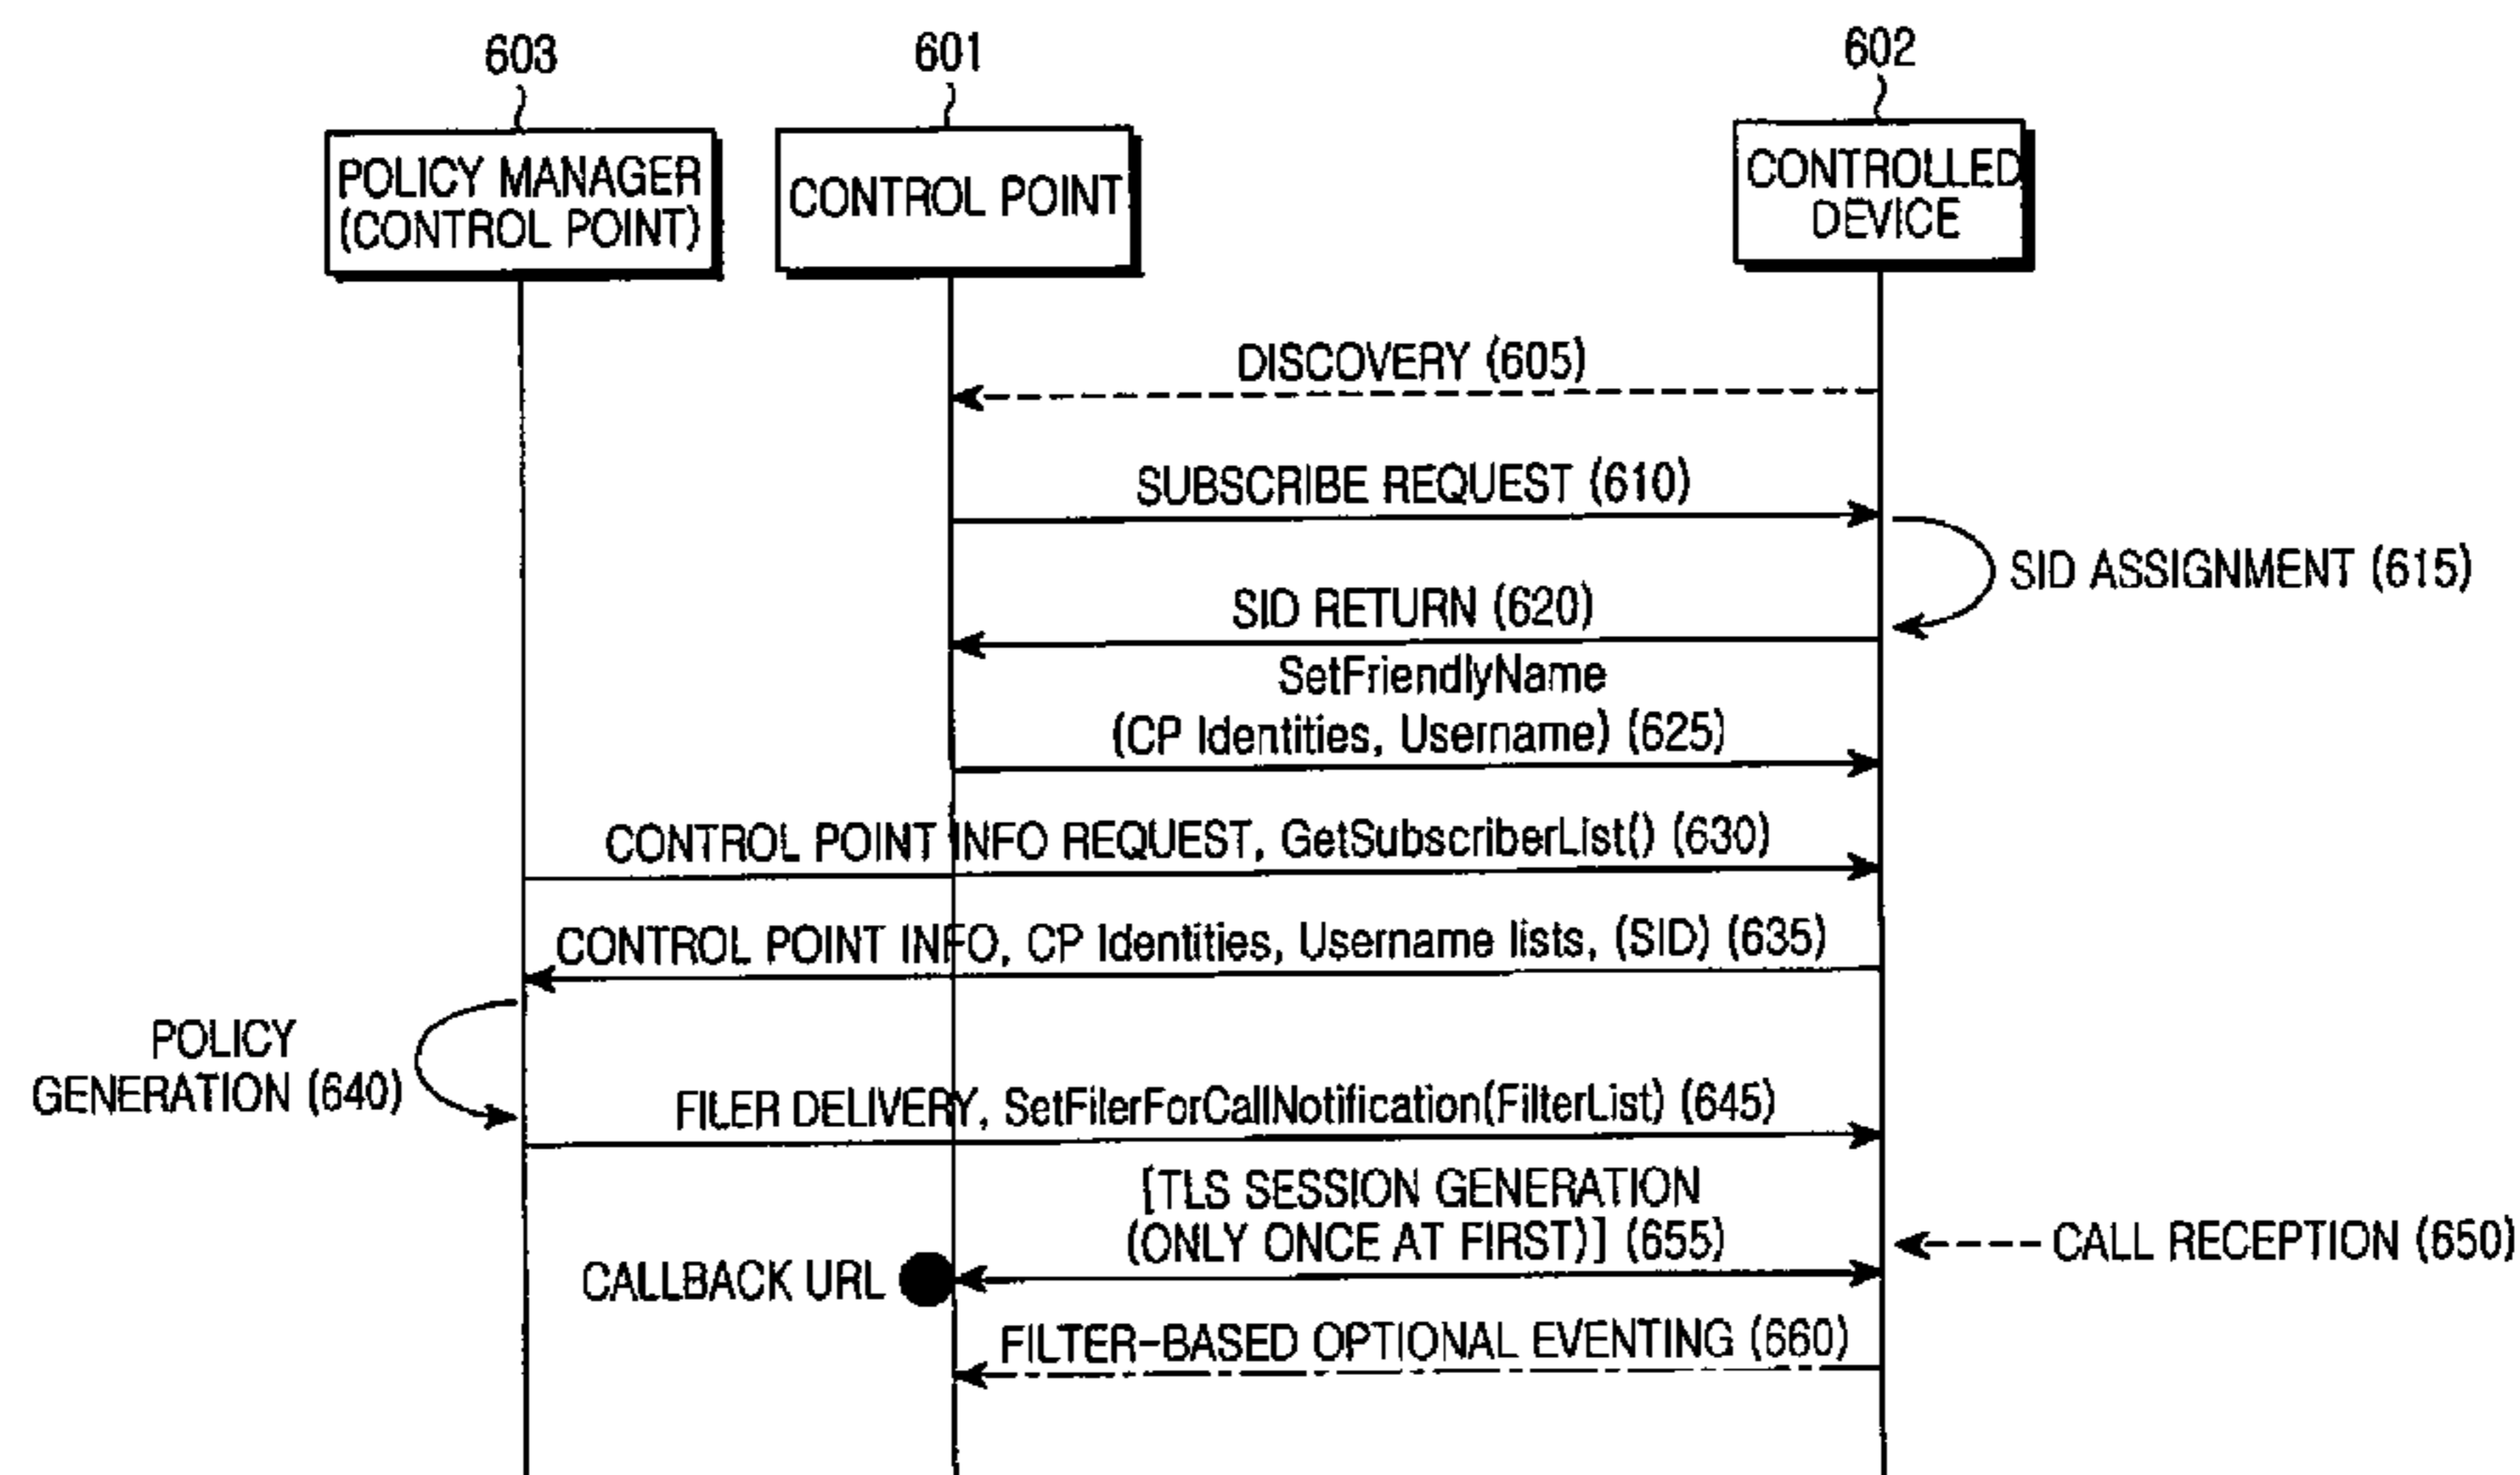 603
601
602
POLICY MANAGER
(CONTROL POINT)
CONTROL POINT
CONTROLLED
DEVICE
DISCOVERY (605)
SUBSCRIBE REQUEST (610)
SID ASSIGNMENT (615)
SID RETURN (620)
SetFriendlyName
(CP Identities, Username) (625)
CONTROL POINT INFO REQUEST, GetSubscriberList() (630)
CONTROL POINT INFO, CP Identities, Username lists, (SID) (635)
POLICY
GENERATION (640)
FILER DELIVERY, SetFilerForCallNotification(FilterList) (645)
[TLS SESSION GENERATION
(ONLY ONCE AT FIRST)] (655)
CALL RECEPTION (650)
CALLBACK URL
FILTER-BASED OPTIONAL EVENTING (660)